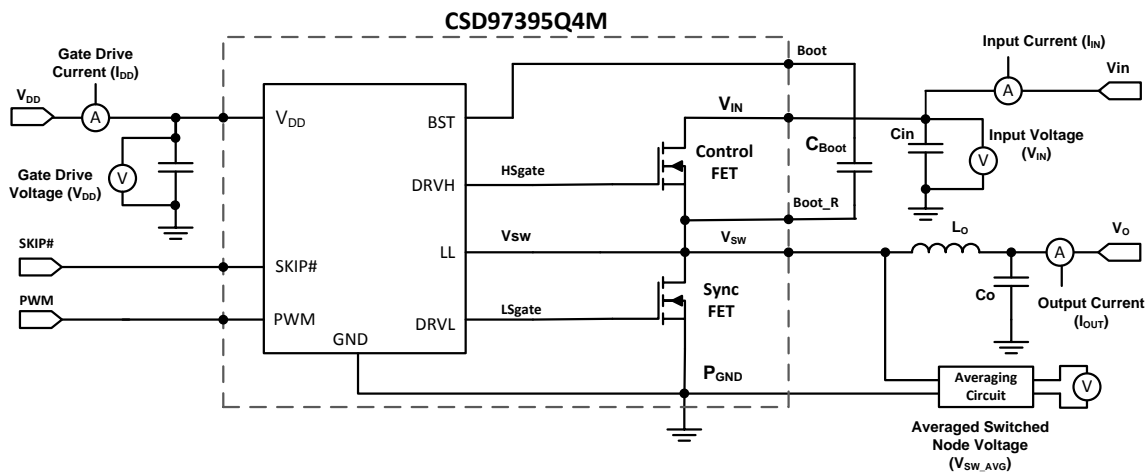 CSD97395Q4M
Gate Drive
Current (IDD)
VDD
A
V
Gate Drive
Voltage (VDD)
SKIP#
PWM
VDD
BST
DRVH
LL
SKIP#
PWM
DRVL
GND
HSgate
Vsw
LSgate
Boot
VIN
Control
FET
CBoot
Boot_R
VSW
Sync
FET
PGND
Input Current (IIN)
Vin
A
Cin
V
Input Voltage
(VIN)
LO
VO
A
Co
Output Current
(IOUT)
Averaging
Circuit
V
Averaged Switched
Node Voltage
(VSW_AVG)